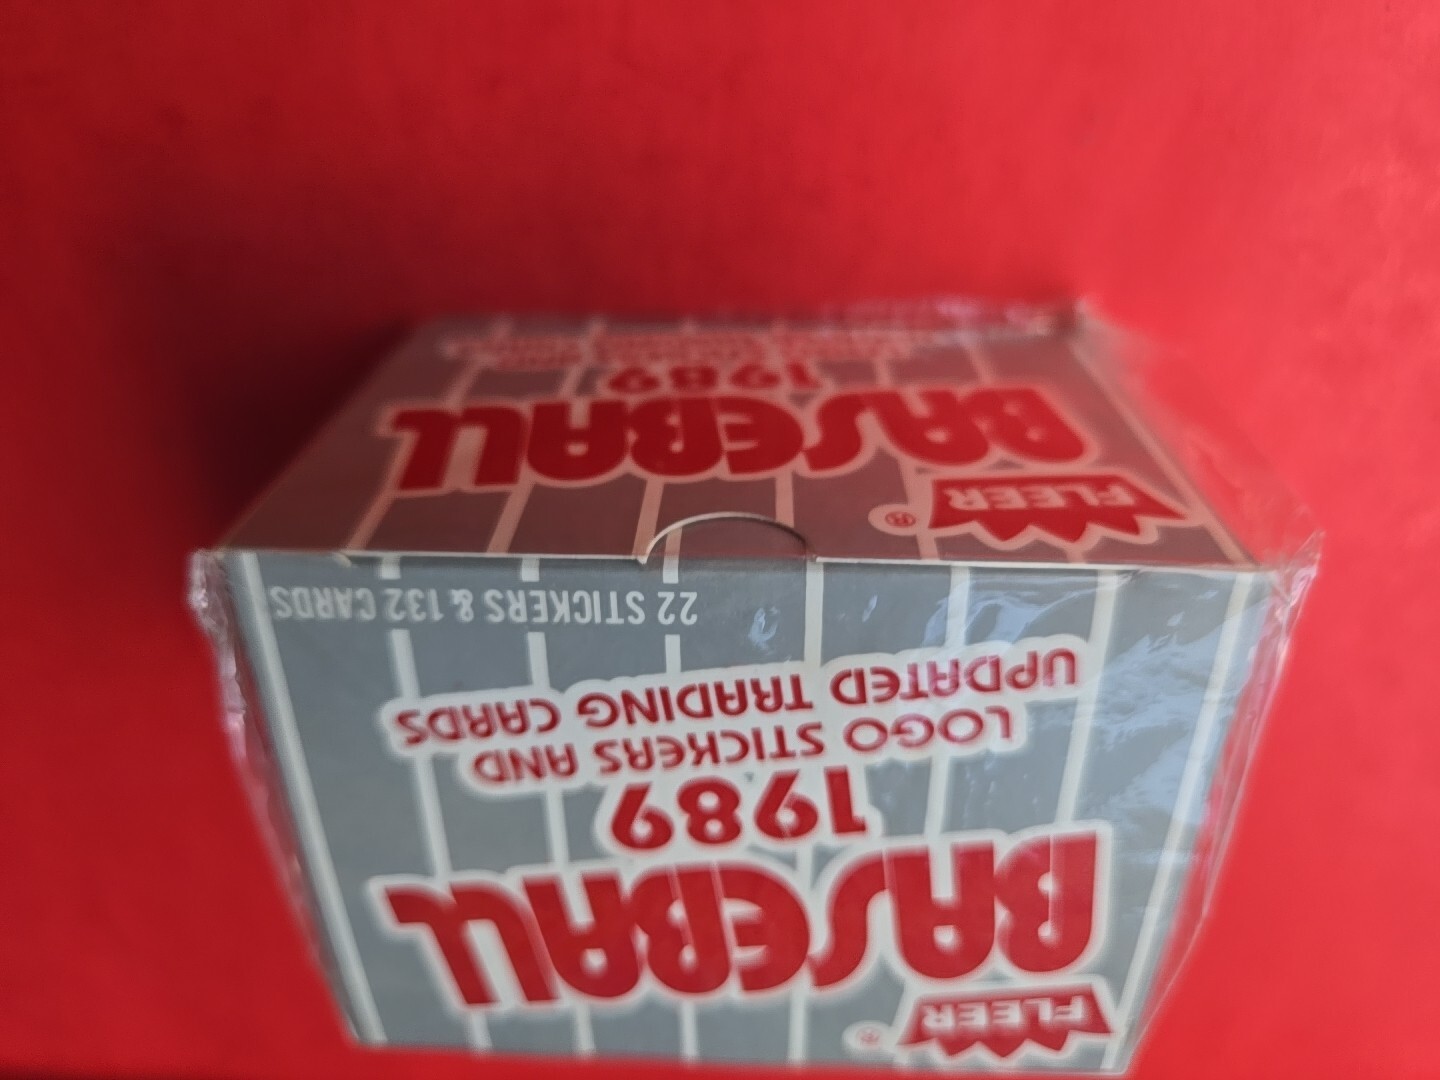 FLEER ®
BASEBALL
1989
LOGO STICKERS AND
UPDATED TRADING CARDS
22 STICKERS & 132 CARDS
FLEER ®
BASEBALL
1989